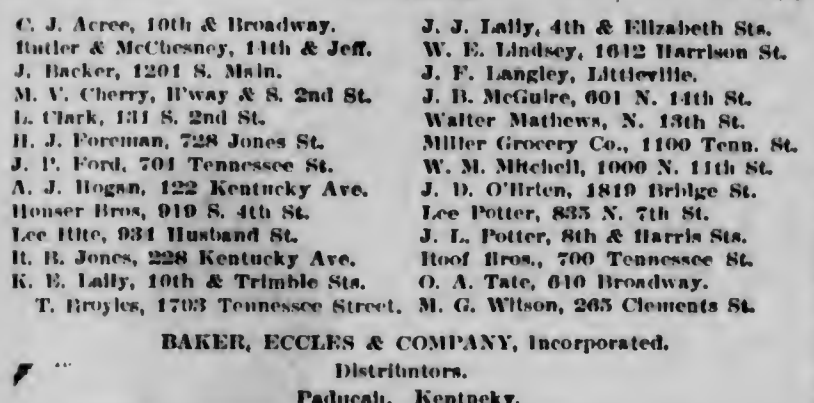 C. J. Acree, 10th & Broadway.
Butler & McChesney, 14th & Jeff.
J. Backer, 1201 S. Main.
M. V. Cherry, B'way & S. 2nd St.
L. Clark, 131 S. 2nd St.
H. J. Foreman, 728 Jones St.
J. P. Ford, 701 Tennessee St.
A. J. Hogan, 122 Kentucky Ave.
Houser Bros, 919 S. 4th St.
Lee Hite, 931 Husband St.
R. B. Jones, 228 Kentucky Ave.
K. E. Lally, 10th & Trimble Sts.
T. Broyles, 1703 Tennessee Street.
J. J. Lally, 4th & Elizabeth Sts.
W. E. Lindsey, 1612 Harrison St.
J. F. Langley, Littleville.
J. B. McGuire, 601 N. 14th St.
Walter Mathews, N. 13th St.
Miller Grocery Co., 1100 Tenn. St.
W. M. Mitchell, 1000 N. 11th St.
J. D. O'Brien, 1819 Bridge St.
Lee Potter, 835 N. 7th St.
J. L. Potter, 8th & Harris Sts.
Roof Bros., 700 Tennessee St.
O. A. Tate, 610 Broadway.
M. G. Witson, 265 Clements St.
BAKER, ECCLES & COMPANY, Incorporated.
Distributors.
Paducah, Kentucky.